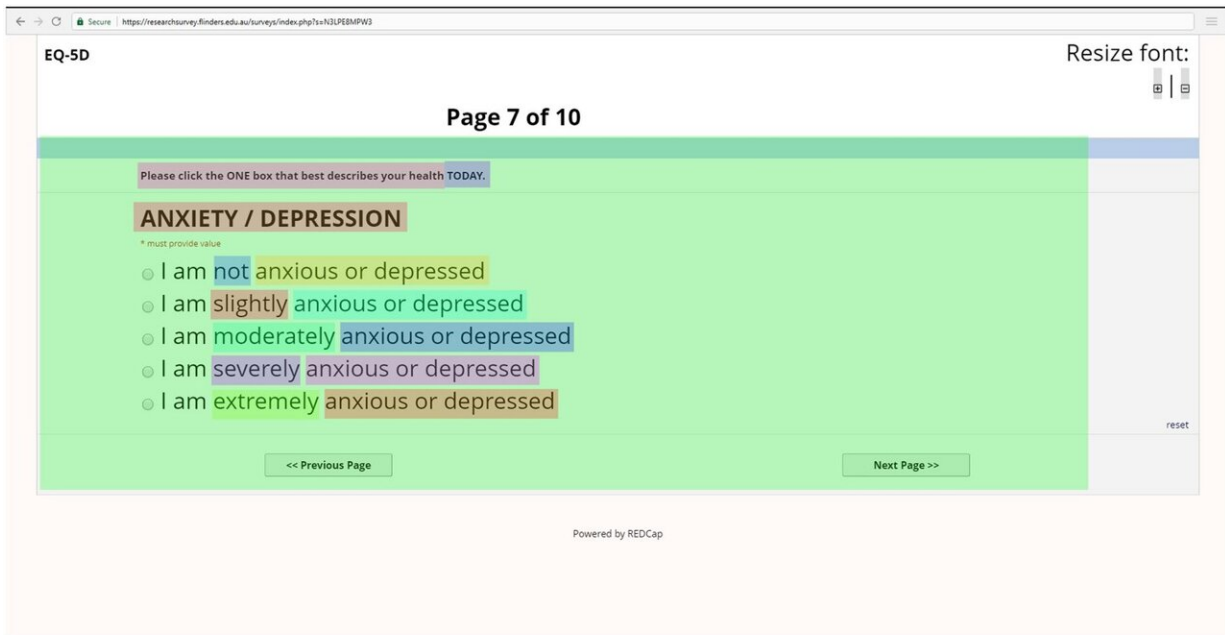 Secure https://researchsurvey.flinders.edu.au/surveys/index.php?s=N3LPE8MPW3
EQ-5D
Resize font:
Page 7 of 10
Please click the ONE box that best describes your health TODAY.
ANXIETY / DEPRESSION
* must provide value
I am not anxious or depressed
I am slightly anxious or depressed
I am moderately anxious or depressed
I am severely anxious or depressed
I am extremely anxious or depressed
reset
<< Previous Page
Next Page >>
Powered by REDCap